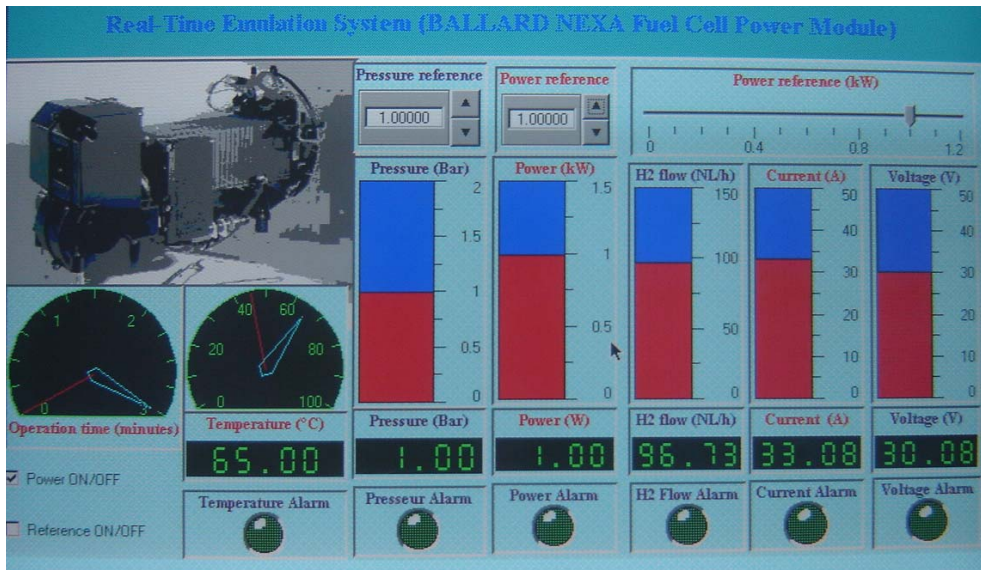 Real-Time Emulation System (BALLARD NEXA Fuel Cell Power Module)
Pressure reference
1.00000
Power reference
1.00000
Power reference (kW)
0 0.4 0.8 1.2
Pressure (Bar)
2
1.5
1
0.5
0
Power (kW)
1.5
1
0.5
0
H2 flow (NL/h)
150
100
50
0
Current (A)
50
40
30
20
10
0
Voltage (V)
50
40
30
20
10
0
0 1 2 3
Operation time (minutes)
0 20 40 60 80 100
Temperature (°C)
65.00
Pressure (Bar)
1.00
Power (W)
1.00
H2 flow (NL/h)
96.73
Current (A)
33.08
Voltage (V)
30.08
Power ON/OFF
Reference ON/OFF
Temperature Alarm
Presseur Alarm
Power Alarm
H2 Flow Alarm
Current Alarm
Voltage Alarm